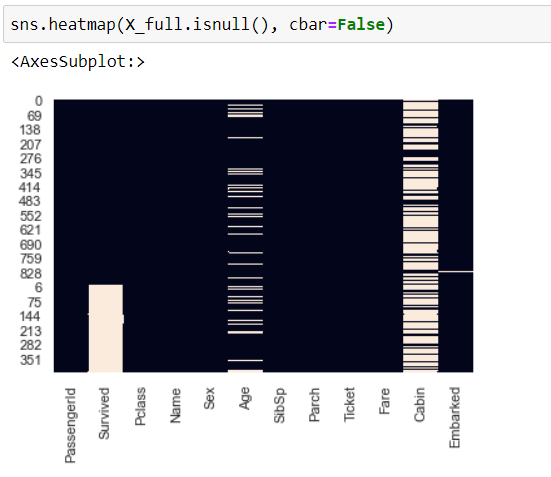 sns.heatmap(X_full.isnull(), cbar=False)
<AxesSubplot:>
0
69
138
207
276
345
414
483
552
621
690
759
828
6
75
144
213
282
351
PassengerId
Survived
Pclass
Name
Sex
Age
SibSp
Parch
Ticket
Fare
Cabin
Embarked